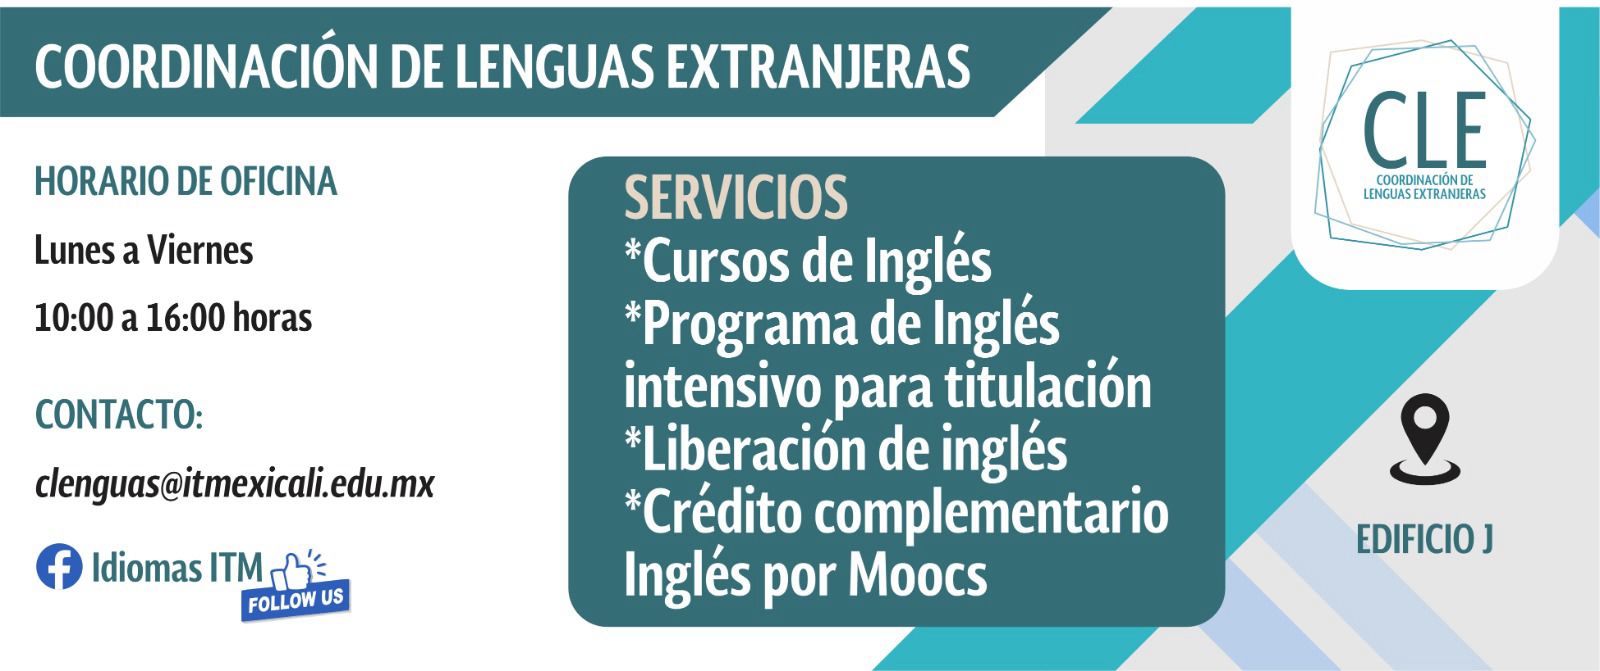 COORDINACIÓN DE LENGUAS EXTRANJERAS
HORARIO DE OFICINA
Lunes a Viernes
10:00 a 16:00 horas
CONTACTO:
clenguas@itmexicali.edu.mx
Idiomas ITM
FOLLOW US
SERVICIOS
*Cursos de Inglés
*Programa de Inglés
intensivo para titulación
*Liberación de inglés
*Crédito complementario
Inglés por Moocs
CLE
COORDINACIÓN DE
LENGUAS EXTRANJERAS
EDIFICIO J